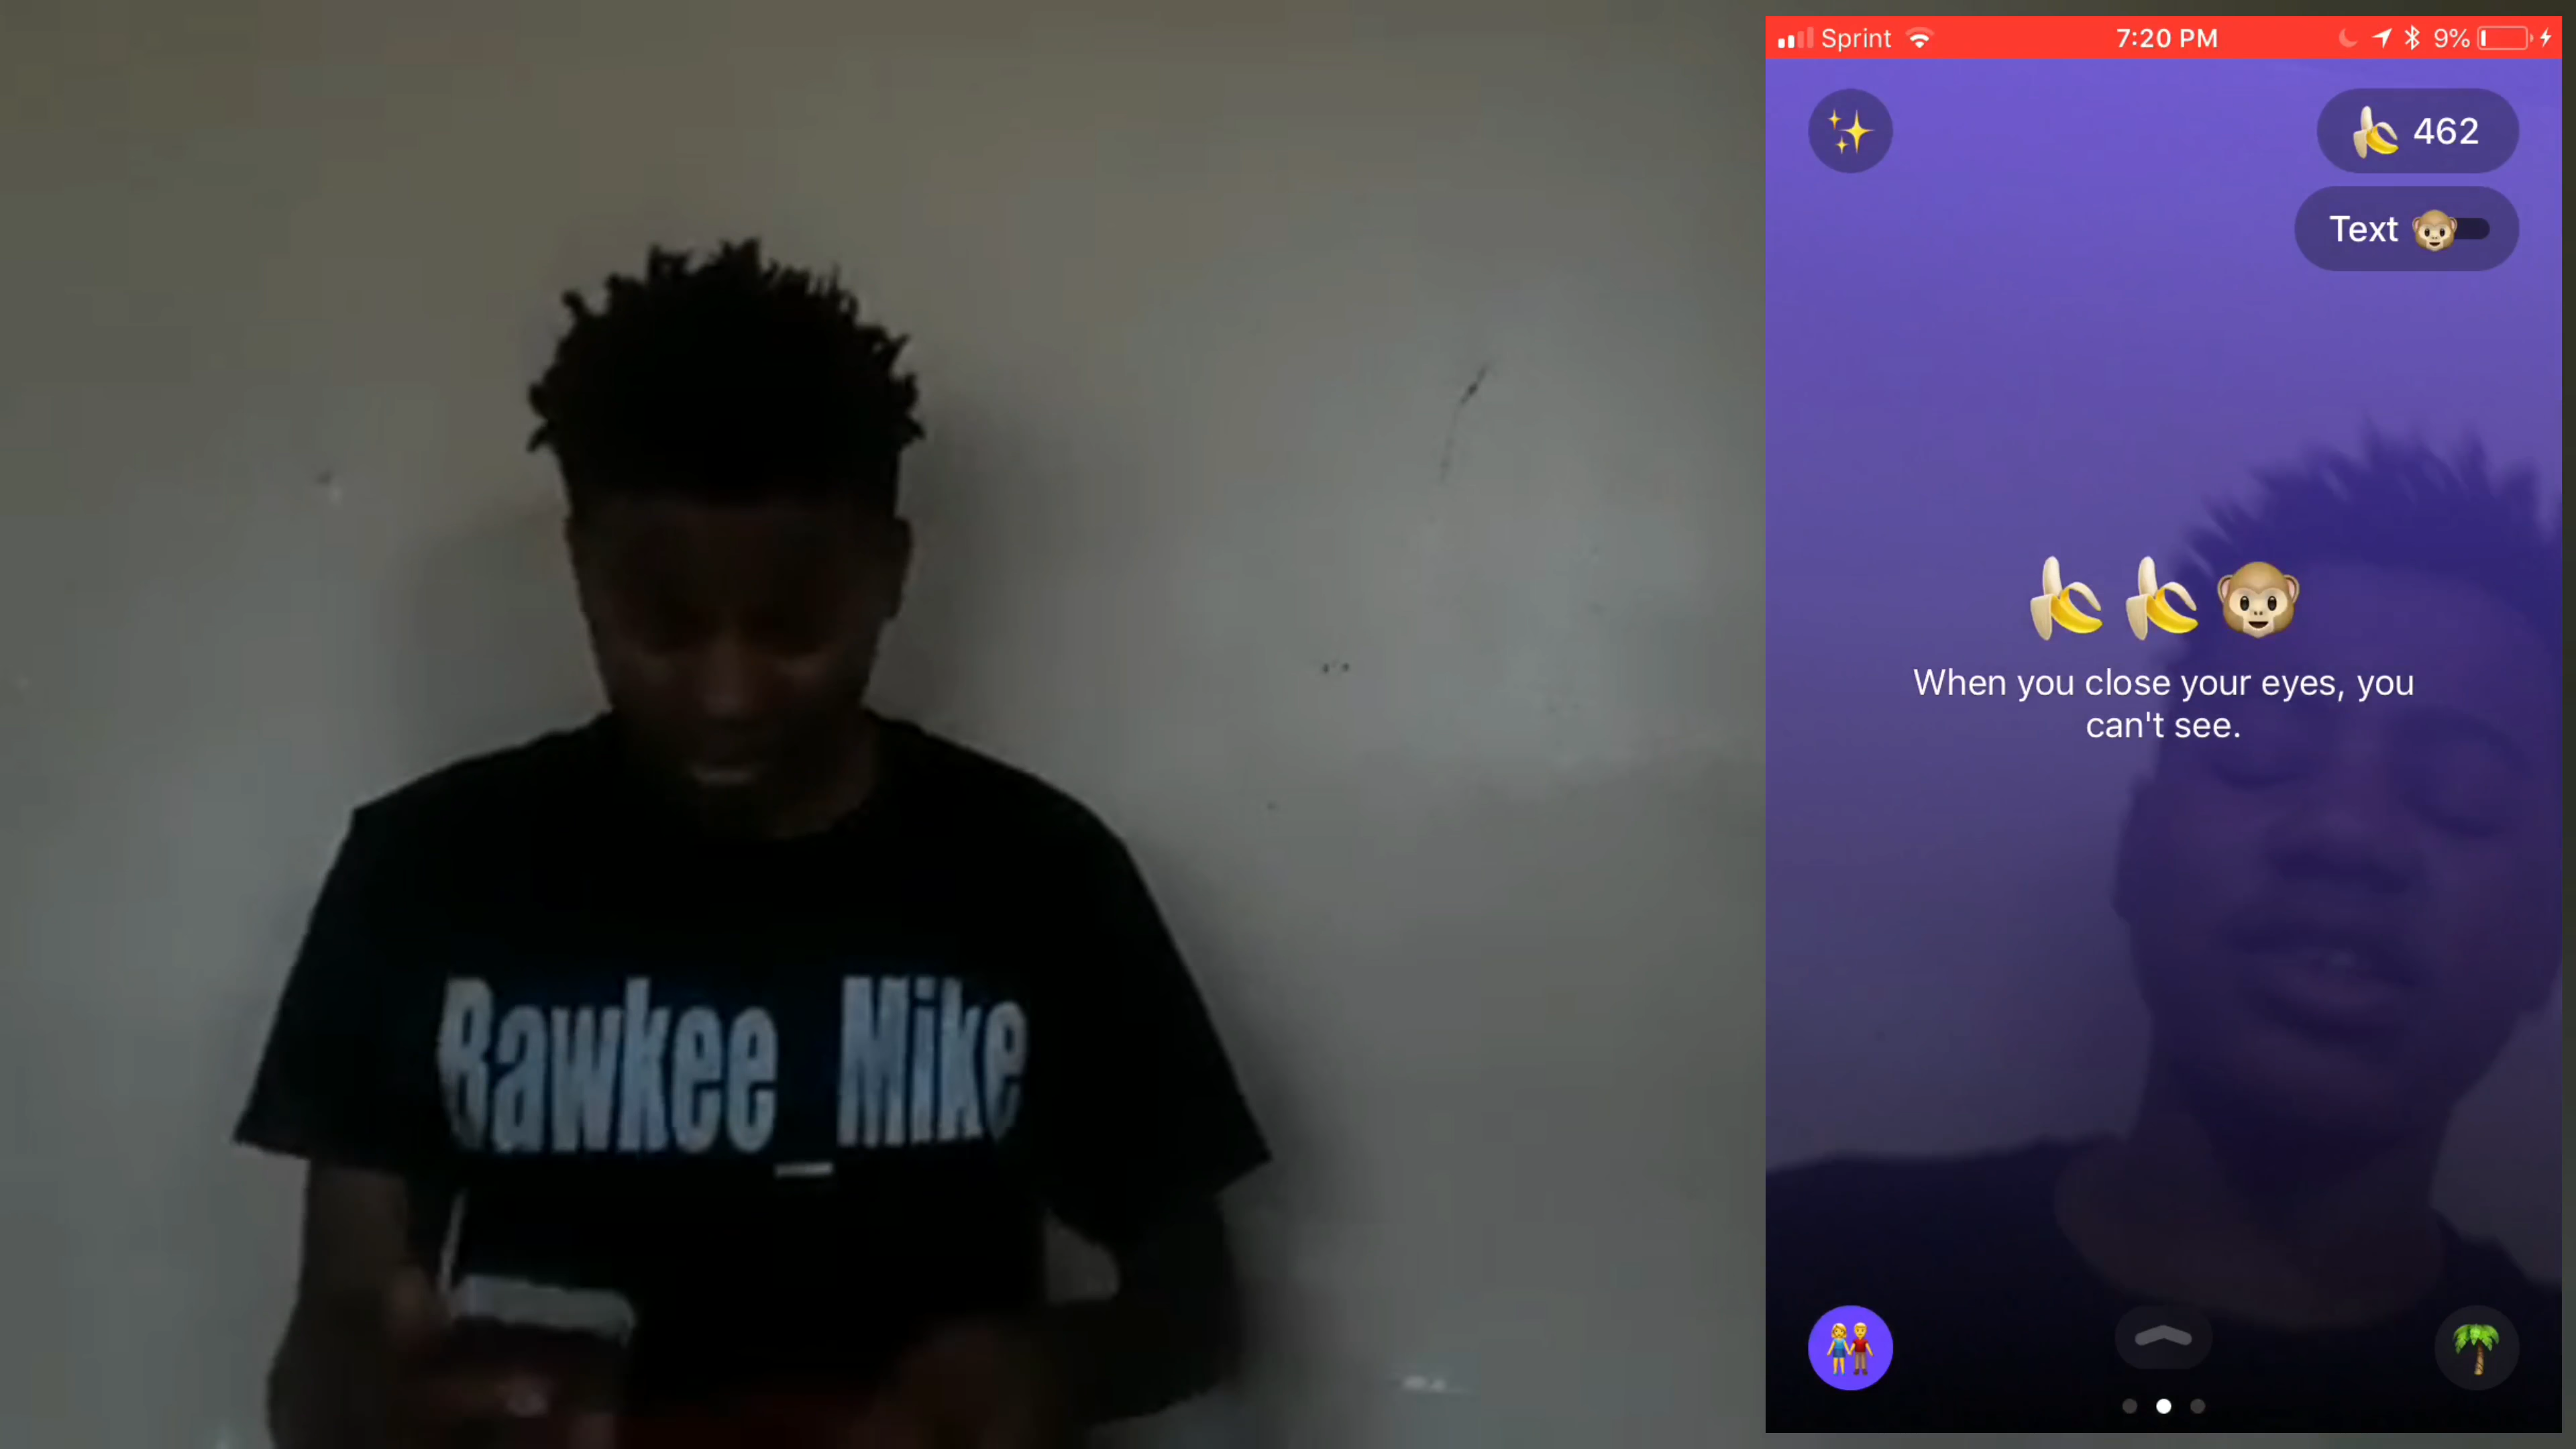 Rawkee_Mike
Sprint
7:20 PM
9%
462
Text
When you close your eyes, you
can't see.